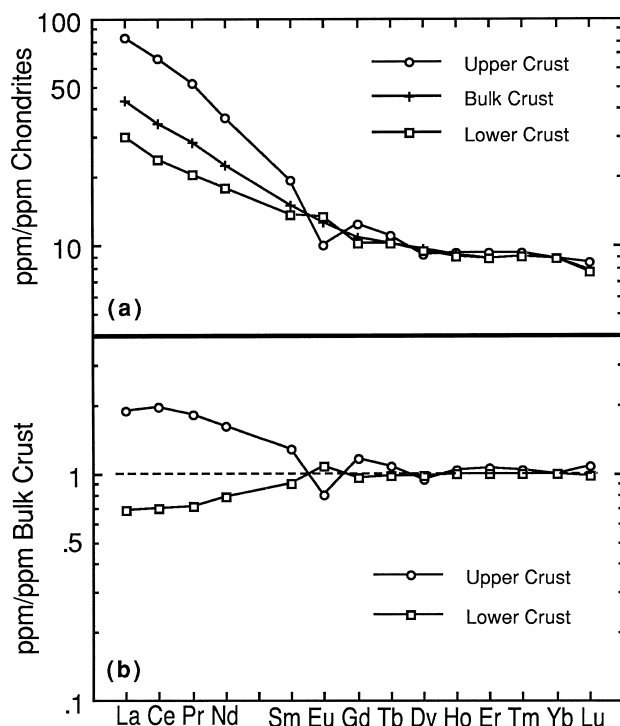 100
50
10
ppm/ppm Chondrites
Upper Crust
Bulk Crust
Lower Crust
(a)
1
.5
.1
ppm/ppm Bulk Crust
Upper Crust
Lower Crust
(b)
La Ce Pr Nd Sm Eu Gd Tb Dy Ho Er Tm Yb Lu